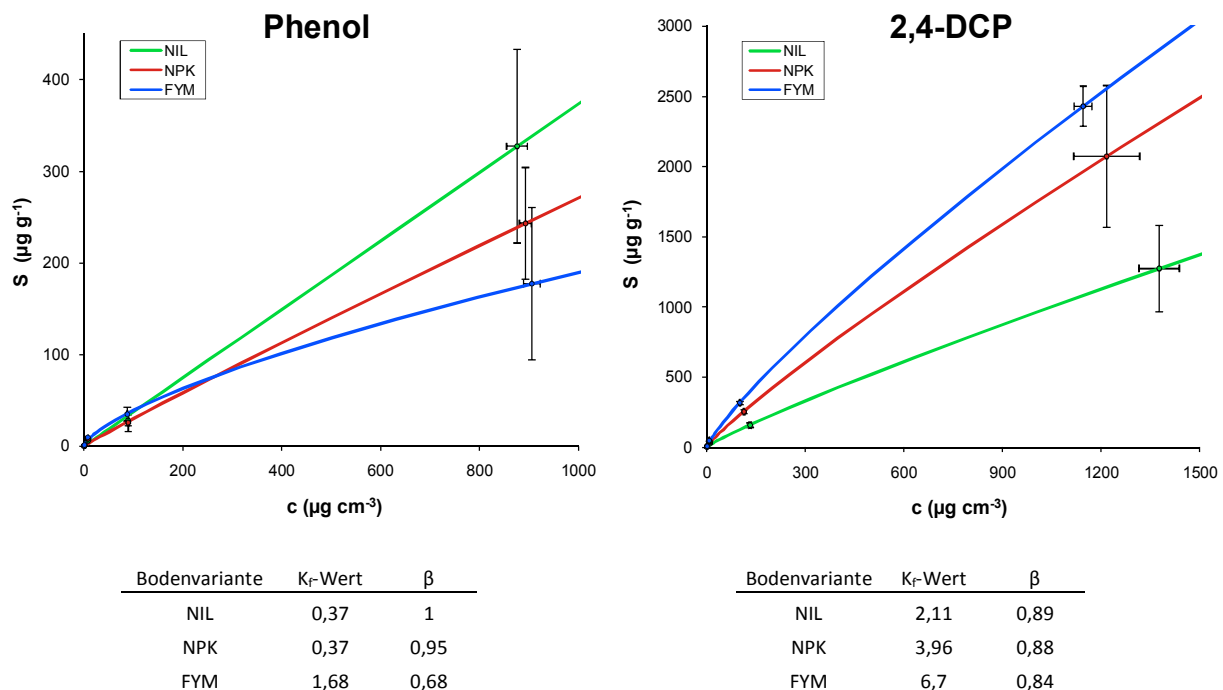 Phenol
NIL
NPK
FYM
400
300
200
100
0
S (µg g⁻¹)
0 200 400 600 800 1000
c (µg cm⁻³)
2,4-DCP
NIL
NPK
FYM
3000
2500
2000
1500
1000
500
0
S (µg g⁻¹)
0 300 600 900 1200 1500
c (µg cm⁻³)
Bodenvariante Kf-Wert β
NIL 0,37 1
NPK 0,37 0,95
FYM 1,68 0,68
Bodenvariante Kf-Wert β
NIL 2,11 0,89
NPK 3,96 0,88
FYM 6,7 0,84